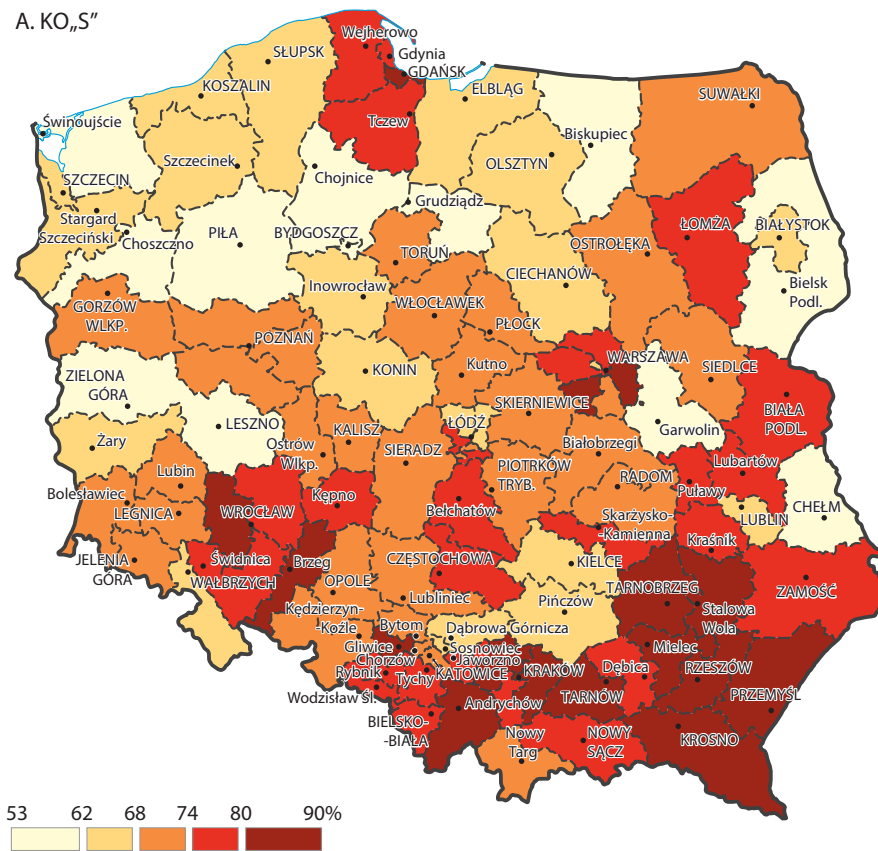 A. KO„S”
Wejherowo
Gdynia
GDAŃSK
SŁUPSK
KOSZALIN
ELBLĄG
SUWAŁKI
Świnoujście
Tczew
Biskupiec
Szczecinek
OLSZTYN
SZCZECIN
Chojnice
Grudziądz
Stargard
Szczeciński
Choszczno
PIŁA
BYDGOSZCZ
TORUŃ
OSTROŁĘKA
ŁOMŻA
BIAŁYSTOK
CIECHANÓW
Bielsk
Podl.
Inowrocław
GORZÓW
WLKP.
WŁOCŁAWEK
PŁOCK
POZNAŃ
WARSZAWA
KONIN
Kutno
SIEDLCE
ZIELONA
GÓRA
SKIERNIEWICE
BIAŁA
PODL.
LESZNO
ŁÓDŹ
Garwolin
Żary
Ostrów
Wlkp.
KALISZ
SIERADZ
Białobrzegi
Lubin
PIOTRKÓW
TRYB.
RADOM
Lubartów
Bolesławiec
Kępno
Puławy
LEGNICA
WROCŁAW
Bełchatów
CHEŁM
LUBLIN
Skarżysko-
-Kamienna
Kraśnik
JELENIA
GÓRA
Świdnica
WAŁBRZYCH
Brzeg
CZĘSTOCHOWA
KIELCE
OPOLE
TARNOBRZEG
ZAMOŚĆ
Lubliniec
Pińczów
Stalowa
Wola
Kędzierzyn-
-Koźle
Bytom
Dąbrowa Górnicza
Gliwice
Sosnowiec
Mielec
Chorzów
Jaworzno
Dębica
RZESZÓW
Rybnik
Tychy
KATOWICE
KRAKÓW
TARNÓW
PRZEMYŚL
Wodzisław Śl.
Andrychów
BIELSKO-
-BIAŁA
Nowy
Targ
NOWY
SĄCZ
KROSNO
53 62 68 74 80 90%